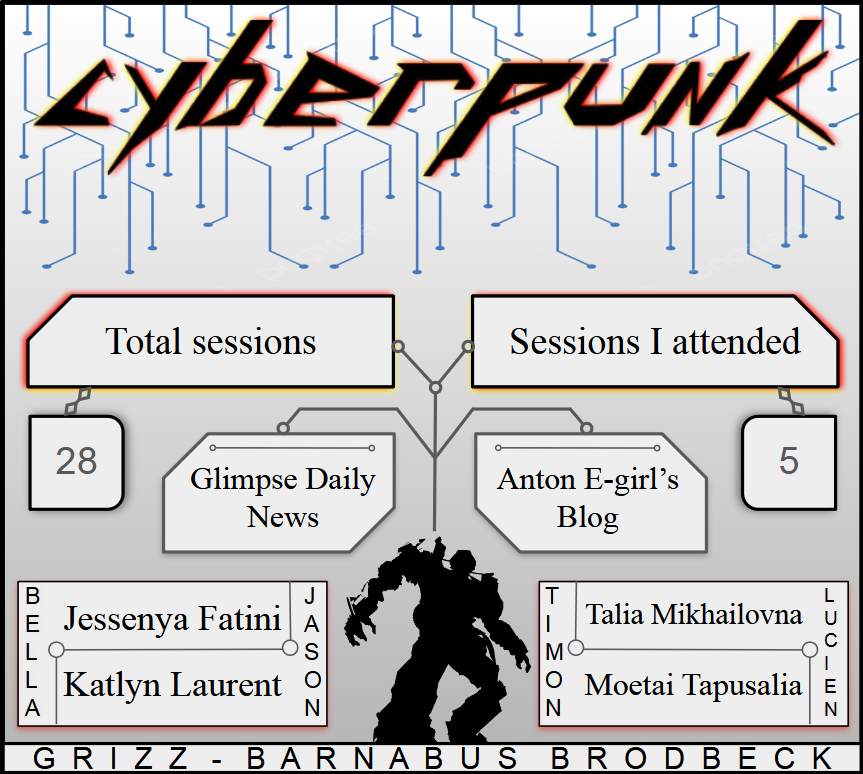 cyberpunk
Total sessions
Sessions I attended
28
5
Glimpse Daily
News
Anton E-girl’s
Blog
BELLA
Jessenya Fatini
Katlyn Laurent
JASON
TIMON
Talia Mikhailovna
Moetai Tapusalia
LUCIEN
GRIZZ - BARNABUS BRODBECK